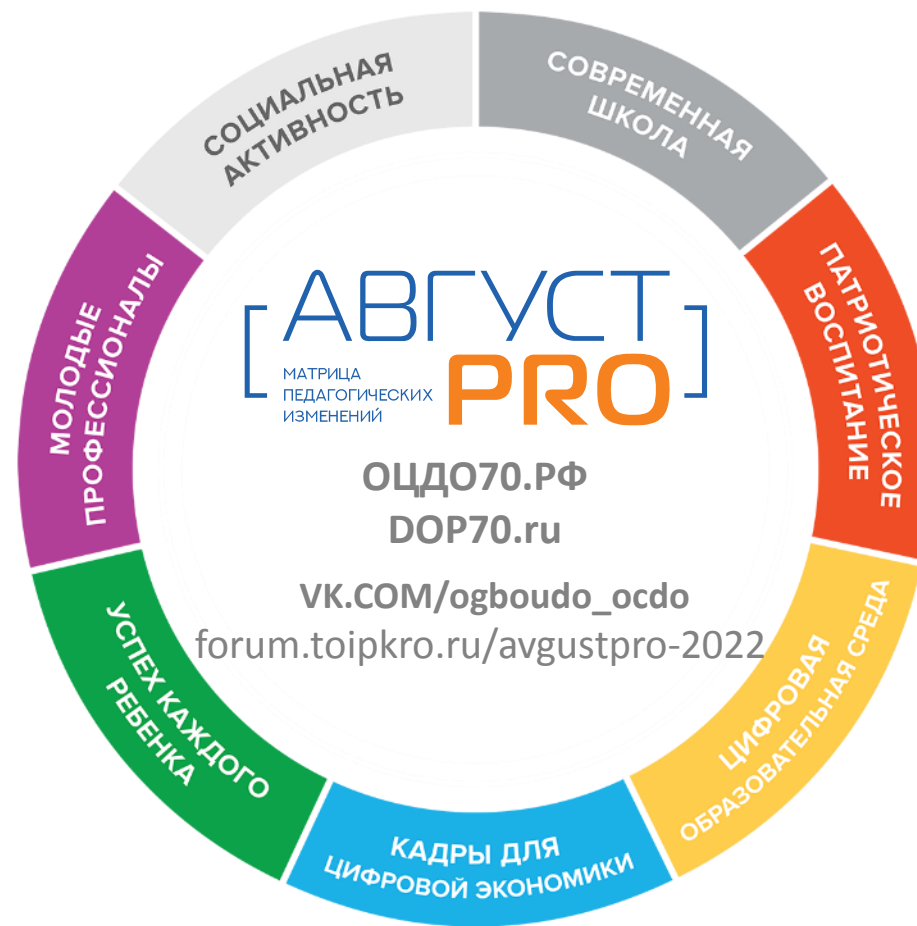 СОЦИАЛЬНАЯ
АКТИВНОСТЬ
СОВРЕМЕННАЯ
ШКОЛА
ПАТРИОТИЧЕСКОЕ
ВОСПИТАНИЕ
ЦИФРОВАЯ
ОБРАЗОВАТЕЛЬНАЯ СРЕДА
КАДРЫ ДЛЯ
ЦИФРОВОЙ ЭКОНОМИКИ
УСПЕХ КАЖДОГО
РЕБЕНКА
МОЛОДЫЕ
ПРОФЕССИОНАЛЫ
[АВГУСТ
МАТРИЦА
ПЕДАГОГИЧЕСКИХ
ИЗМЕНЕНИЙ
PRO]
ОЦДО70.РФ
DOP70.ru
VK.COM/ogboudo_ocdo
forum.toipkro.ru/avgustpro-2022